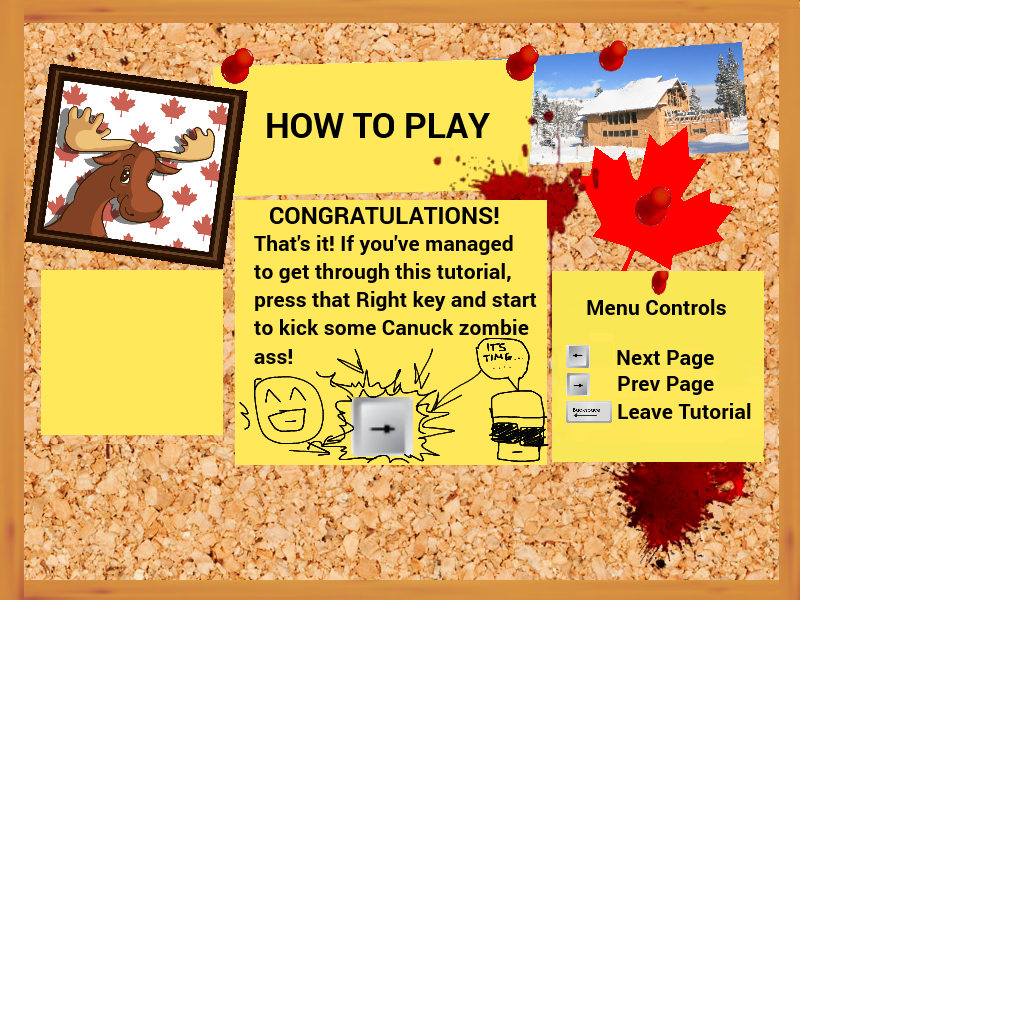 HOW TO PLAY
CONGRATULATIONS!
That's it! If you've managed
to get through this tutorial,
press that Right key and start
to kick some Canuck zombie
ass!
ITS
TIME...
....
Menu Controls
Next Page
Prev Page
Backspace
Leave Tutorial